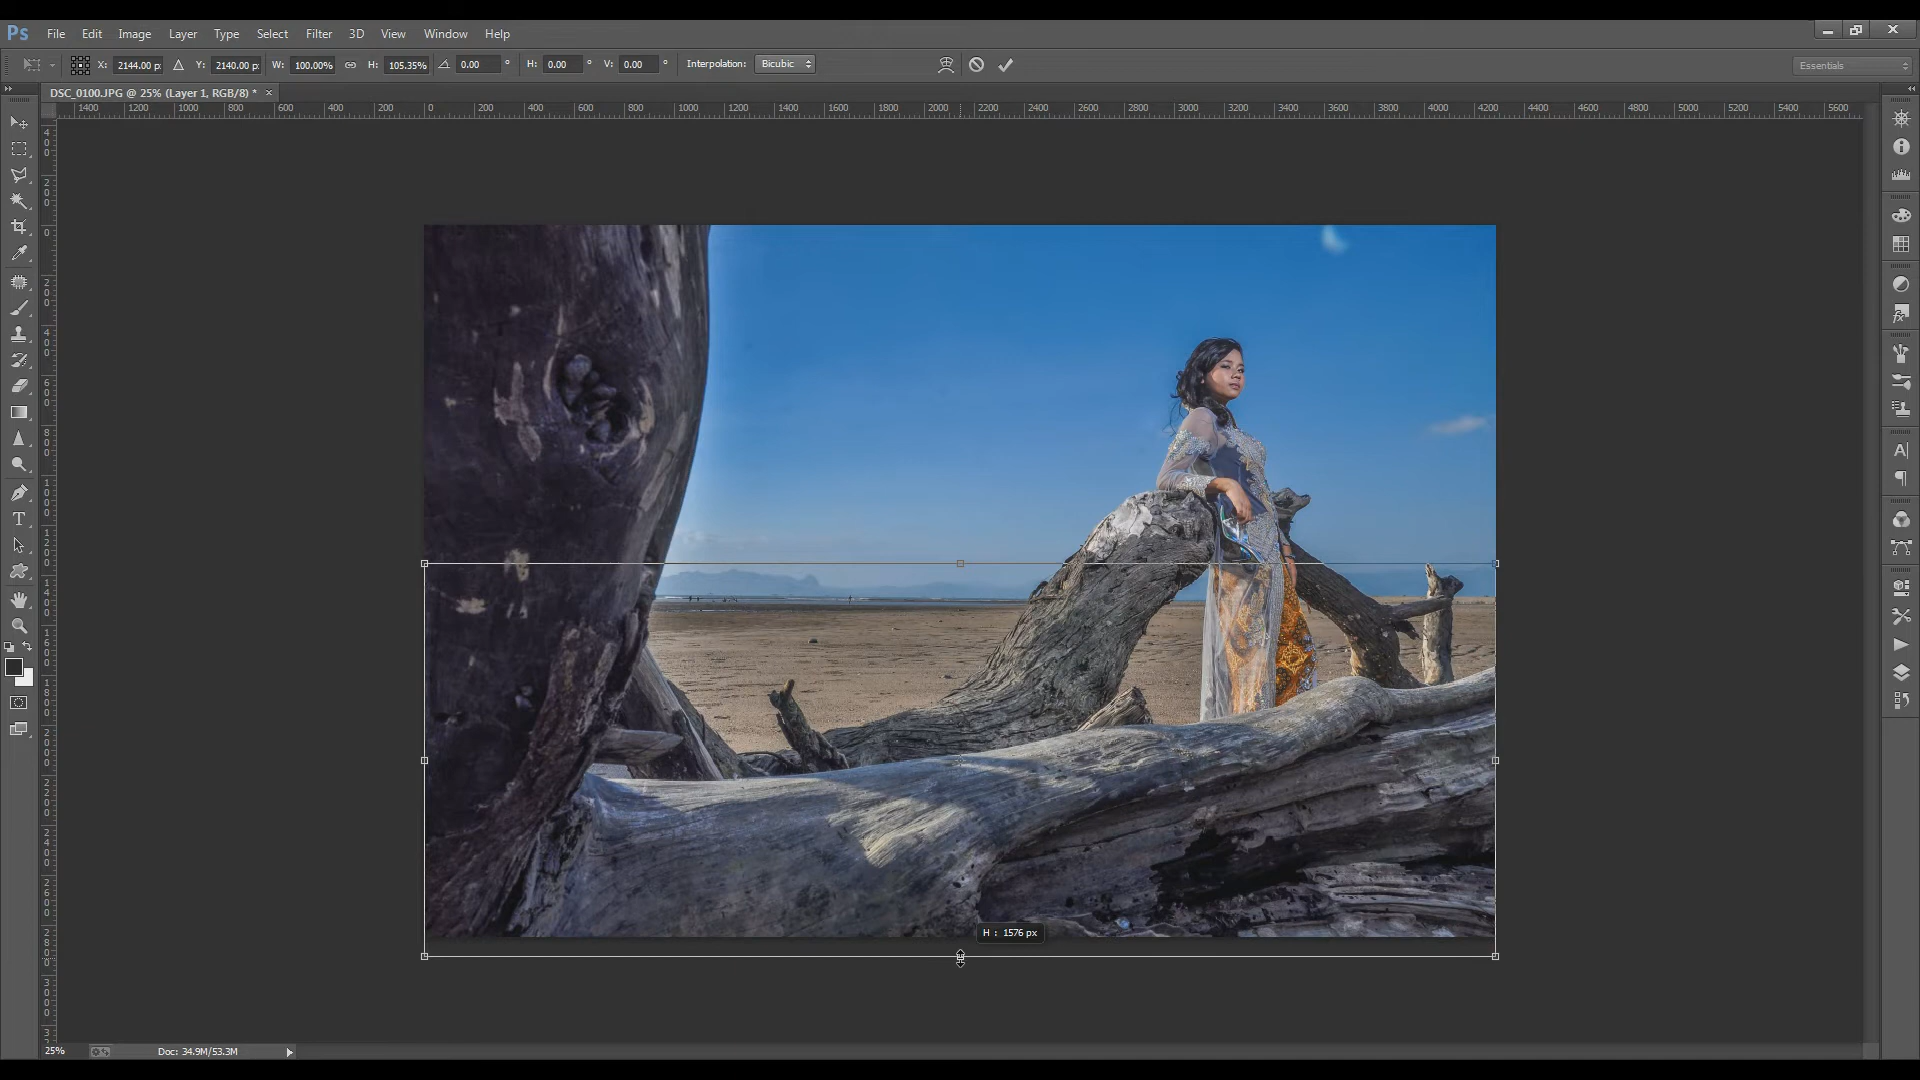 Ps File Edit Image Layer Type Select Filter 3D View Window Help
X: 2144.00 p: Y: 2140.00 p: W: 100.00% H: 105.35% 0.00 ° H: 0.00 ° V: 0.00 ° Interpolation: Bicubic Essentials
DSC_0100.JPG @ 25% (Layer 1, RGB/8) * ×
1400 1200 1000 800 600 400 200 0 200 400 600 800 1000 1200 1400 1600 1800 2000 2200 2400 2600 2800 3000 3200 3400 3600 3800 4000 4200 4400 4600 4800 5000 5200 5400 5600
H : 1576 px
25% Doc: 34.9M/53.3M